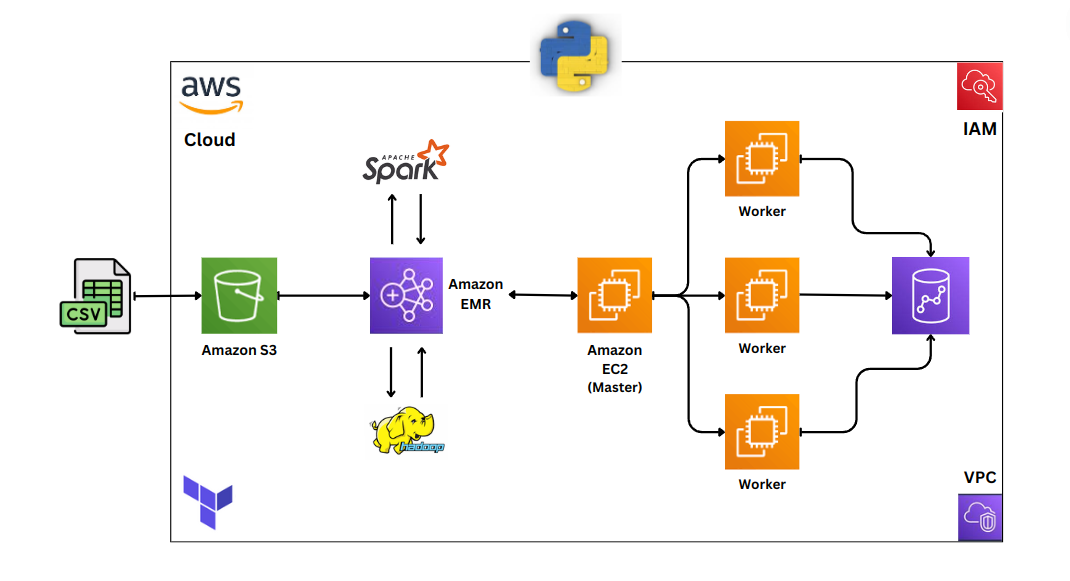 aws
Cloud
IAM
APACHE
Spark
Worker
CSV
Amazon S3
Amazon
EMR
Amazon
EC2
(Master)
Worker
hadoop
Worker
VPC